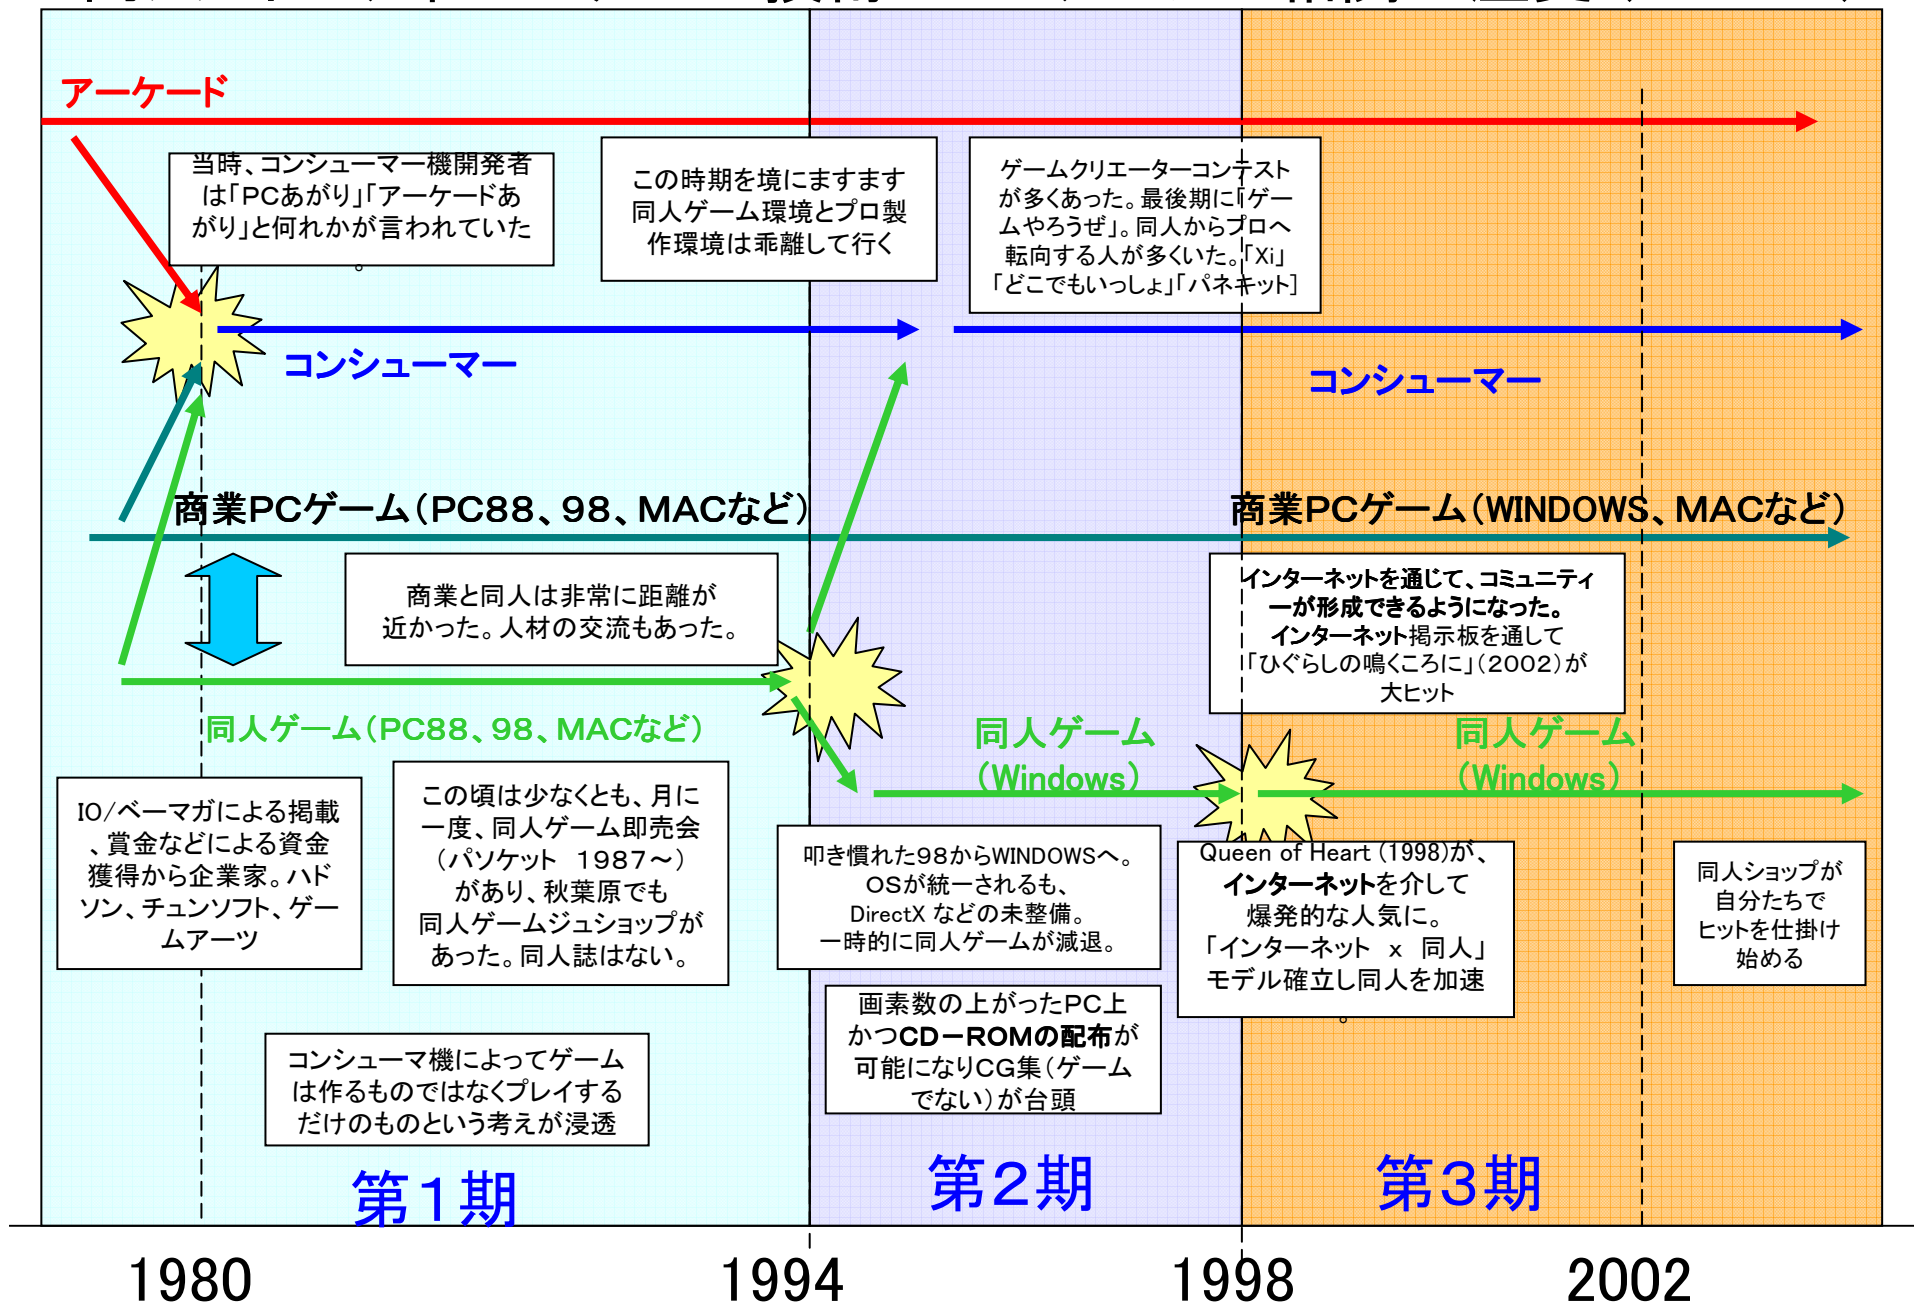 アーケード
当時、コンシューマー機開発者
は「PCあがり」「アーケードあ
がり」と何れかが言われていた
。
この時期を境にますます
同人ゲーム環境とプロ製
作環境は乖離して行く
ゲームクリエーターコンテスト
が多くあった。最後期に「ゲー
ムやろうぜ」。同人からプロへ
転向する人が多くいた。「Xi」
「どこでもいっしょ」「パネキット]
コンシューマー
コンシューマー
商業PCゲーム(PC88、98、MACなど)
商業PCゲーム(WINDOWS、MACなど)
商業と同人は非常に距離が
近かった。人材の交流もあった。
インターネットを通じて、コミュニティ
ーが形成できるようになった。
インターネット掲示板を通して
「ひぐらしの鳴くころに」(2002)が
大ヒット
同人ゲーム(PC88、98、MACなど)
同人ゲーム
(Windows)
同人ゲーム
(Windows)
IO/ベーマガによる掲載
、賞金などによる資金
獲得から企業家。ハド
ソン、チュンソフト、ゲー
ムアーツ
この頃は少なくとも、月に
一度、同人ゲーム即売会
(パソケット 1987~)
があり、秋葉原でも
同人ゲームジュショップが
あった。同人誌はない。
叩き慣れた98からWINDOWSへ。
OSが統一されるも、
DirectX などの未整備。
一時的に同人ゲームが減退。
Queen of Heart (1998)が、
インターネットを介して
爆発的な人気に。
「インターネット x 同人」
モデル確立し同人を加速
。
同人ショップが
自分たちで
ヒットを仕掛け
始める
画素数の上がったPC上
かつCD-ROMの配布が
可能になりCG集(ゲーム
でない)が台頭
コンシューマ機によってゲーム
は作るものではなくプレイする
だけのものという考えが浸透
第1期
第2期
第3期
1980
1994
1998
2002